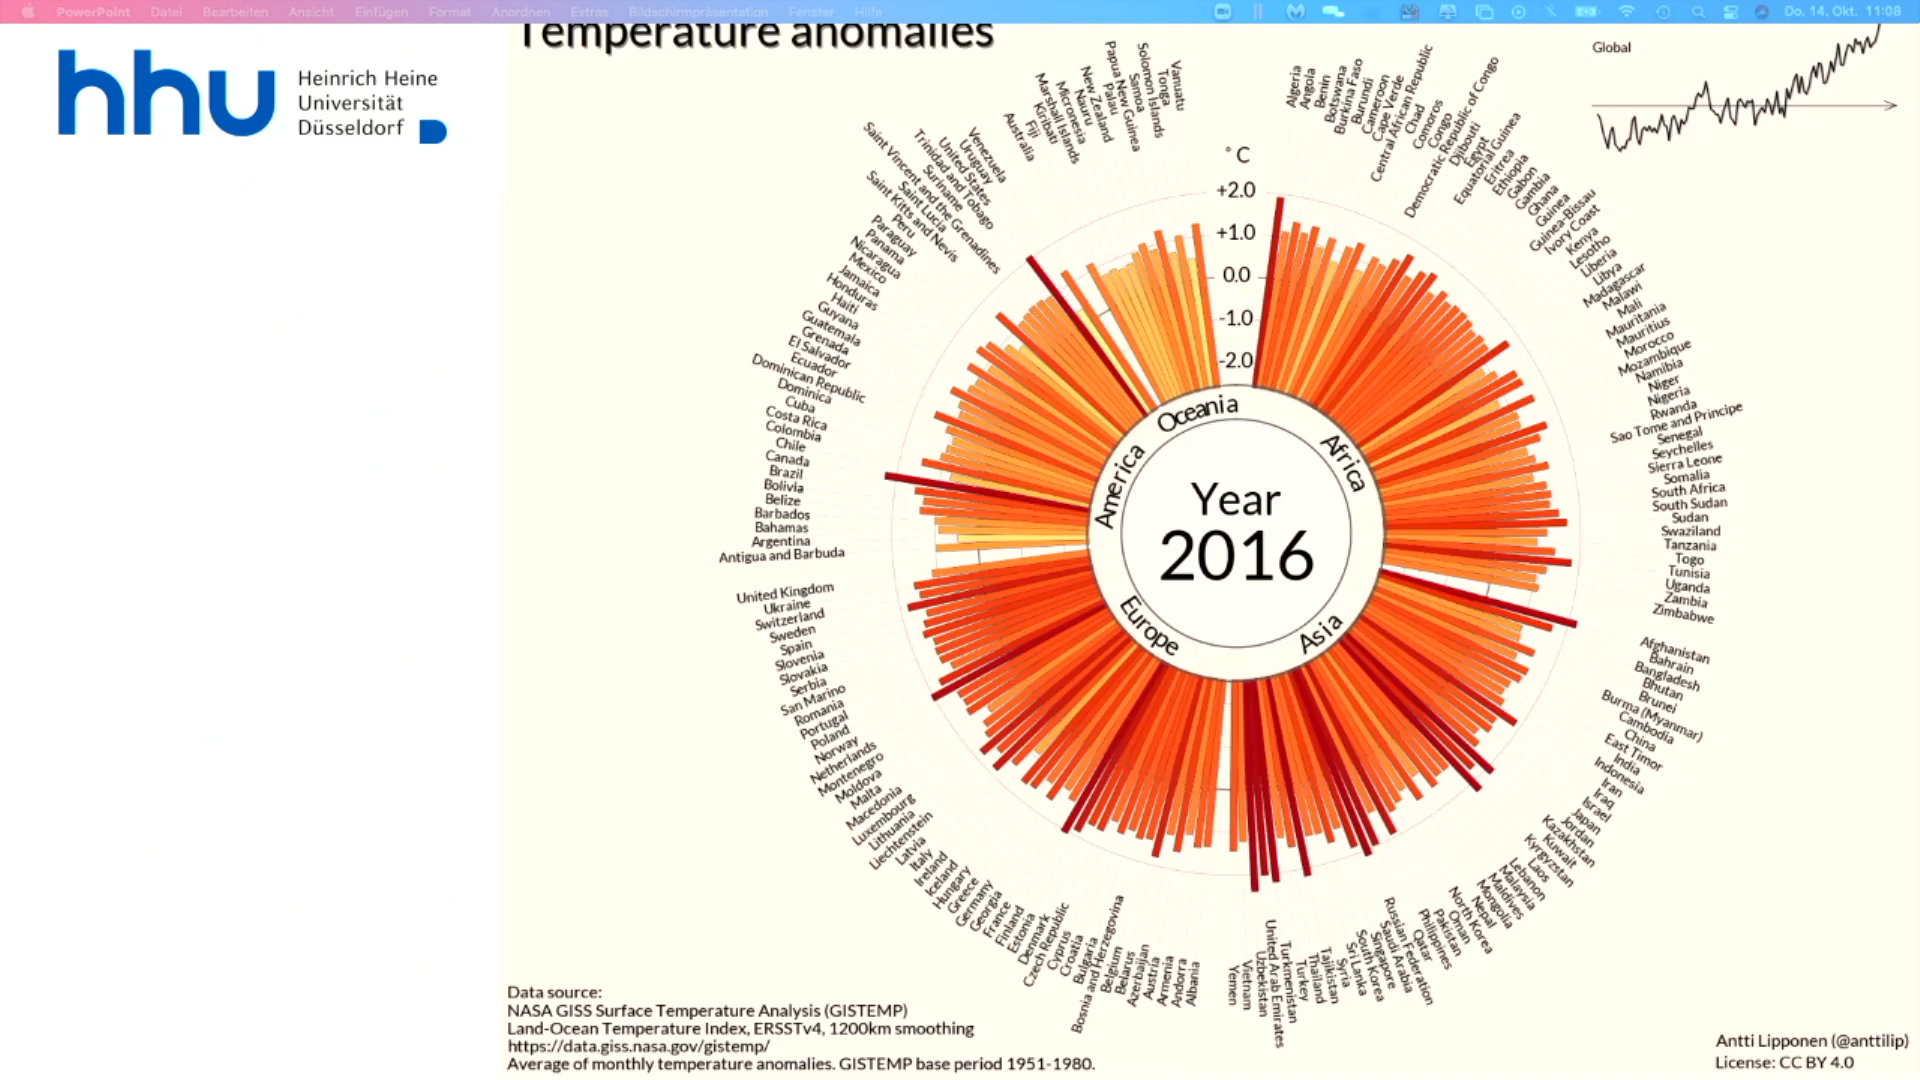 PowerPoint Datei Bearbeiten Ansicht Einfügen Format Anordnen Extras Bildschirmpräsentation Fenster Hilfe Do. 14. Okt. 11:08
hhu
Heinrich Heine
Universität
Düsseldorf
Temperature anomalies
Global
°C
+2.0
+1.0
0.0
-1.0
-2.0
Oceania
Africa
Asia
Europe
America
Year
2016
Algeria
Angola
Benin
Botswana
Burkina Faso
Burundi
Cameroon
Cape Verde
Central African Republic
Chad
Comoros
Congo
Democratic Republic of Congo
Djibouti
Egypt
Equatorial Guinea
Eritrea
Ethiopia
Gabon
Gambia
Ghana
Guinea
Guinea-Bissau
Ivory Coast
Kenya
Lesotho
Liberia
Libya
Madagascar
Malawi
Mali
Mauritania
Mauritius
Morocco
Mozambique
Namibia
Niger
Nigeria
Rwanda
Sao Tome and Principe
Senegal
Seychelles
Sierra Leone
Somalia
South Africa
South Sudan
Sudan
Swaziland
Tanzania
Togo
Tunisia
Uganda
Zambia
Zimbabwe
Afghanistan
Bahrain
Bangladesh
Bhutan
Brunei
Burma (Myanmar)
Cambodia
China
East Timor
India
Indonesia
Iran
Iraq
Israel
Japan
Jordan
Kazakhstan
Kuwait
Kyrgyzstan
Laos
Lebanon
Malaysia
Maldives
Mongolia
Nepal
North Korea
Oman
Pakistan
Philippines
Qatar
Russian Federation
Saudi Arabia
Singapore
South Korea
Sri Lanka
Syria
Tajikistan
Thailand
Turkey
Turkmenistan
United Arab Emirates
Uzbekistan
Vietnam
Yemen
Albania
Andorra
Armenia
Austria
Azerbaijan
Belarus
Belgium
Bosnia and Herzegovina
Bulgaria
Croatia
Cyprus
Czech Republic
Denmark
Estonia
Finland
France
Georgia
Germany
Greece
Hungary
Iceland
Ireland
Italy
Latvia
Liechtenstein
Lithuania
Luxembourg
Macedonia
Malta
Moldova
Montenegro
Netherlands
Norway
Poland
Portugal
Romania
San Marino
Serbia
Slovakia
Slovenia
Spain
Sweden
Switzerland
Ukraine
United Kingdom
Antigua and Barbuda
Argentina
Bahamas
Barbados
Belize
Bolivia
Brazil
Canada
Chile
Colombia
Costa Rica
Cuba
Dominica
Dominican Republic
Ecuador
El Salvador
Grenada
Guatemala
Guyana
Haiti
Honduras
Jamaica
Mexico
Nicaragua
Panama
Paraguay
Peru
Saint Kitts and Nevis
Saint Lucia
Saint Vincent and the Grenadines
Suriname
Trinidad and Tobago
United States
Uruguay
Venezuela
Australia
Fiji
Kiribati
Marshall Islands
Micronesia
Nauru
New Zealand
Palau
Papua New Guinea
Samoa
Solomon Islands
Tonga
Vanuatu
Data source:
NASA GISS Surface Temperature Analysis (GISTEMP)
Land-Ocean Temperature Index, ERSSTv4, 1200km smoothing
https://data.giss.nasa.gov/gistemp/
Average of monthly temperature anomalies. GISTEMP base period 1951-1980.
Antti Lipponen (@anttilip)
License: CC BY 4.0